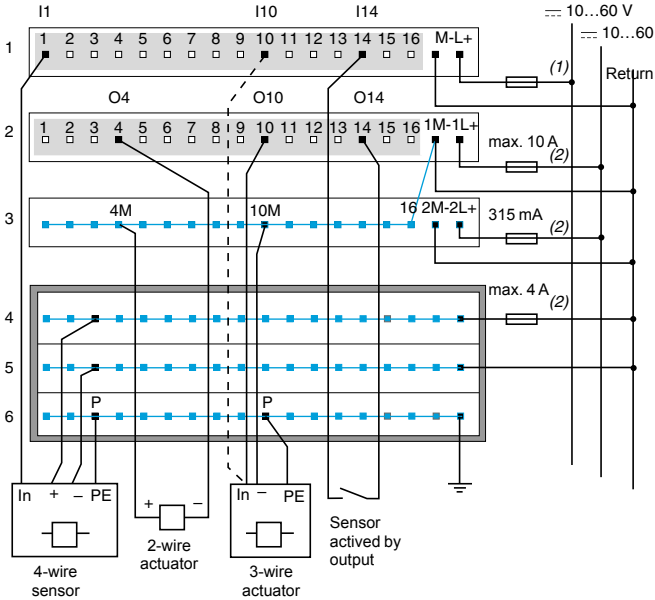 I1 I10 I14 ⎓ 10…60 V
⎓ 10…60
1 1 2 3 4 5 6 7 8 9 10 11 12 13 14 15 16 M- L+ (1) Return
O4 O10 O14
2 1 2 3 4 5 6 7 8 9 10 11 12 13 14 15 16 1M- 1L+ max. 10 A (2)
3 4M 10M 16 2M- 2L+ 315 mA (2)
max. 4 A (2)
4
5
6 P P
In + – PE + – In – PE
Sensor
actived by
output
2-wire
actuator
4-wire
sensor
3-wire
actuator